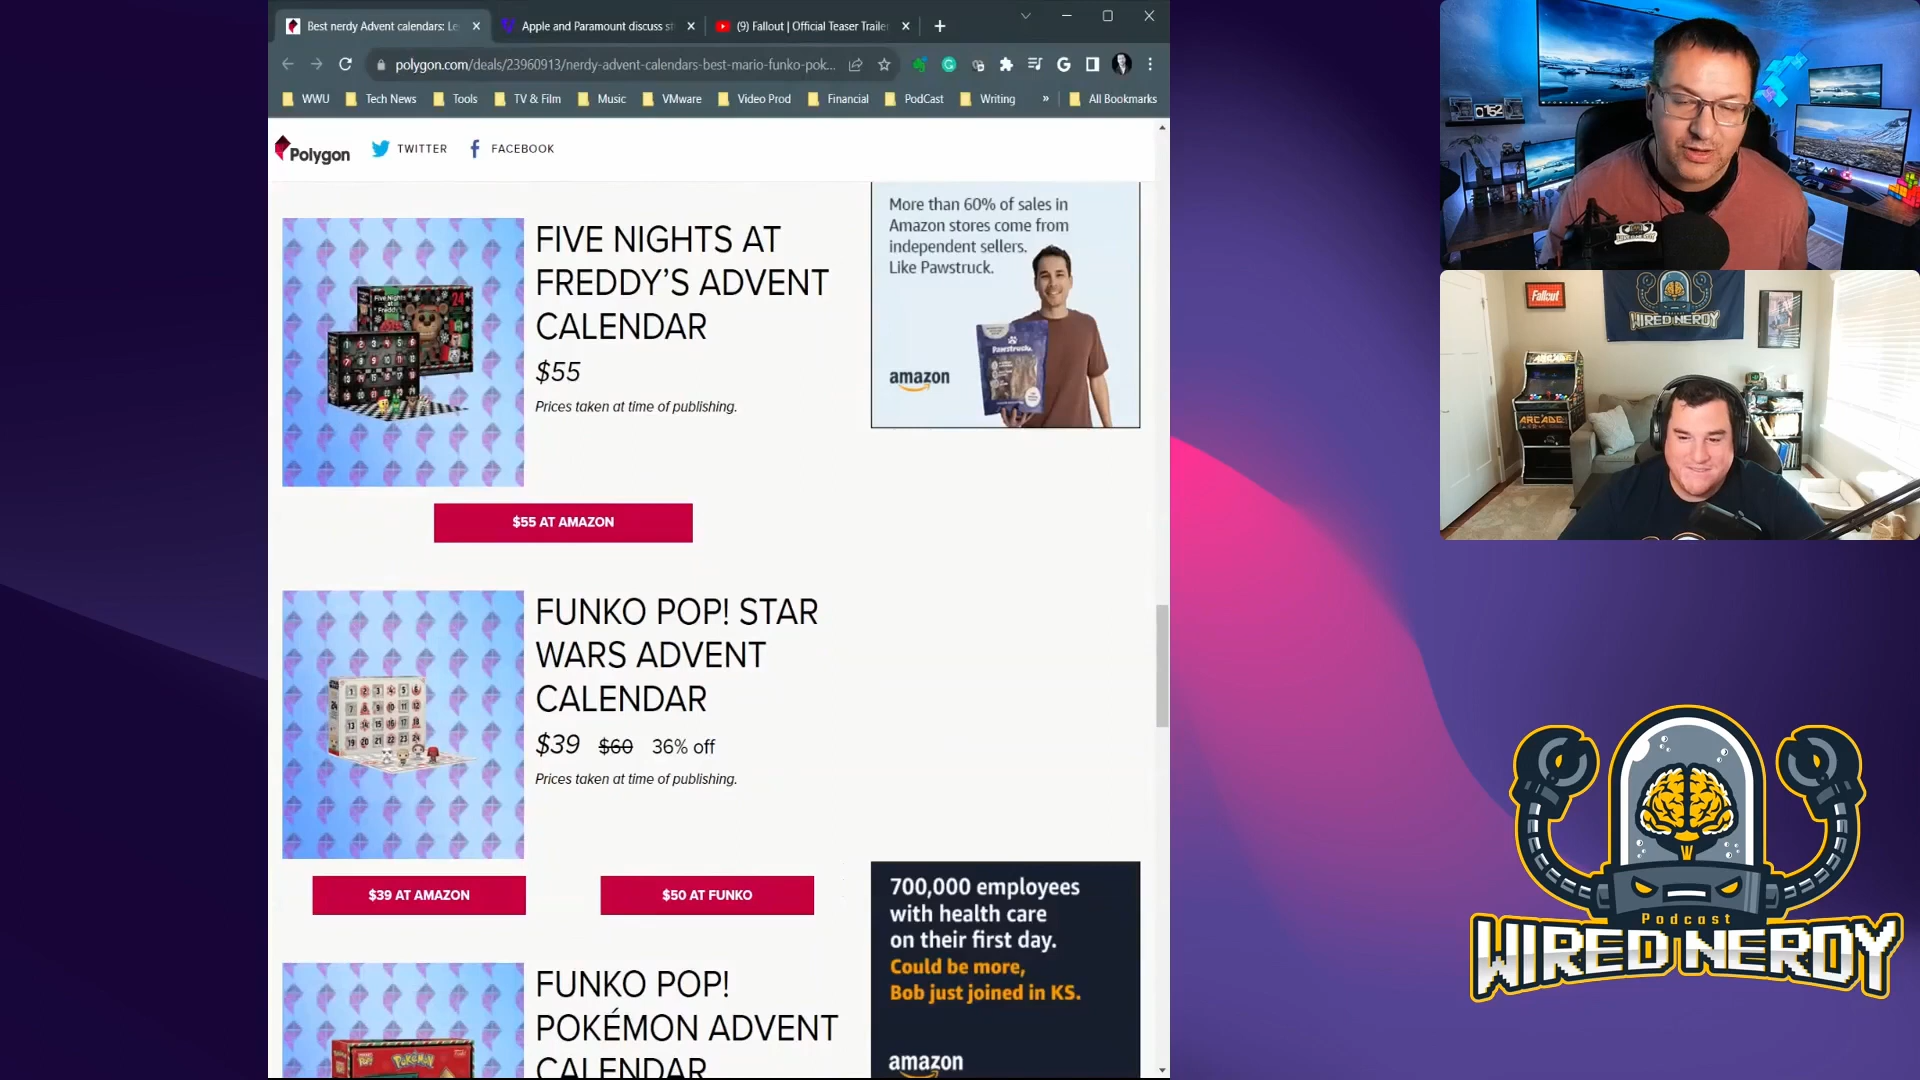 Best nerdy Advent calendars: Le
Apple and Paramount discuss st
(9) Fallout | Official Teaser Trailer
polygon.com/deals/23960913/nerdy-advent-calendars-best-mario-funko-pok...
WWU
Tech News
Tools
TV & Film
Music
VMware
Video Prod
Financial
PodCast
Writing
»
All Bookmarks
Polygon
TWITTER
FACEBOOK
FIVE NIGHTS AT
FREDDY’S ADVENT
CALENDAR
$55
Prices taken at time of publishing.
$55 AT AMAZON
FUNKO POP! STAR
WARS ADVENT
CALENDAR
$39 $60 36% off
Prices taken at time of publishing.
$39 AT AMAZON
$50 AT FUNKO
FUNKO POP!
POKÉMON ADVENT
CALENDAR
POKÉMON
More than 60% of sales in
Amazon stores come from
independent sellers.
Like Pawstruck.
Pawstruck
amazon
700,000 employees
with health care
on their first day.
Could be more,
Bob just joined in KS.
amazon
Fallout
WIRED NERDY
ARCADE
Podcast
WIRED NERDY